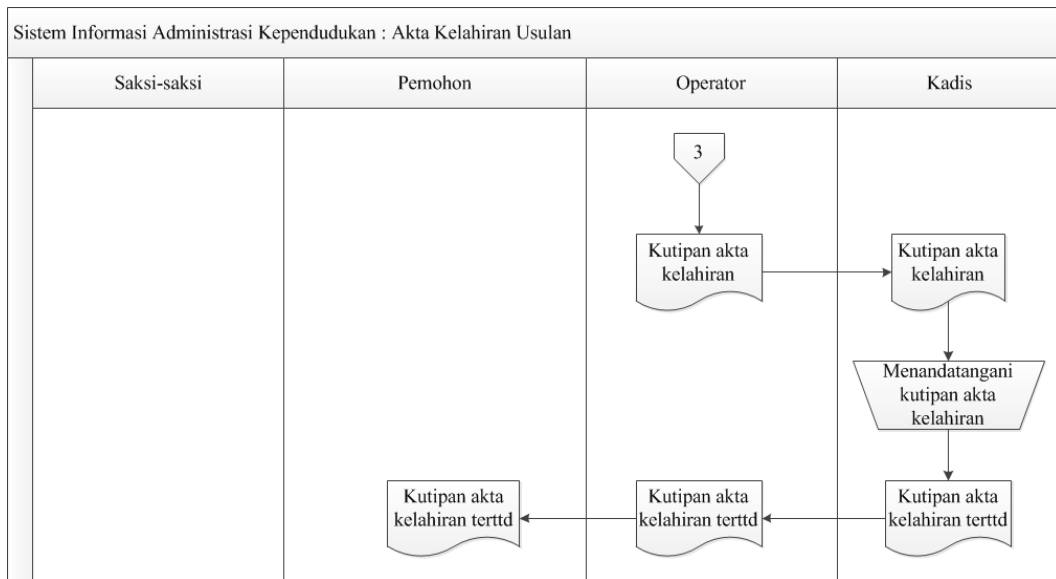 Sistem Informasi Administrasi Kependudukan : Akta Kelahiran Usulan
Saksi-saksi
Pemohon
Operator
Kadis
3
Kutipan akta
kelahiran
Kutipan akta
kelahiran
Menandatangani
kutipan akta
kelahiran
Kutipan akta
kelahiran terttd
Kutipan akta
kelahiran terttd
Kutipan akta
kelahiran terttd